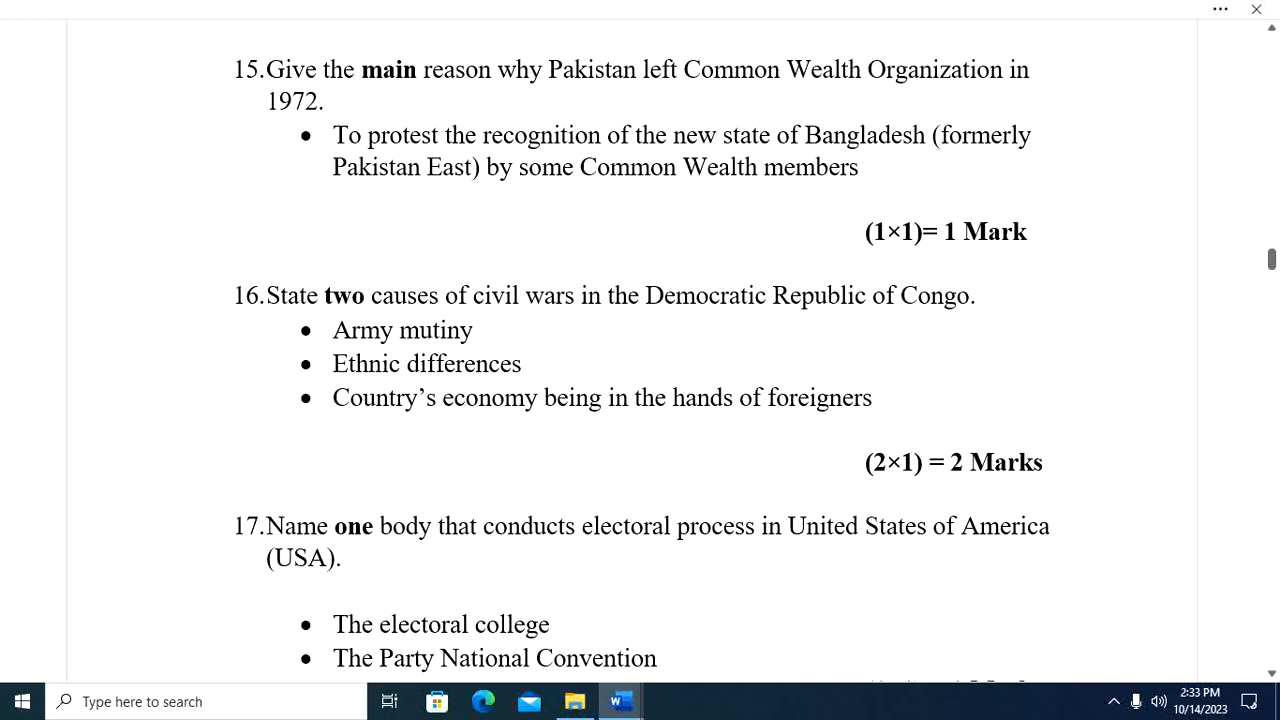 15.Give the main reason why Pakistan left Common Wealth Organization in
1972.
• To protest the recognition of the new state of Bangladesh (formerly
Pakistan East) by some Common Wealth members
(1×1)= 1 Mark
16.State two causes of civil wars in the Democratic Republic of Congo.
• Army mutiny
• Ethnic differences
• Country’s economy being in the hands of foreigners
(2×1) = 2 Marks
17.Name one body that conducts electoral process in United States of America
(USA).
• The electoral college
• The Party National Convention
Type here to search
2:33 PM
10/14/2023